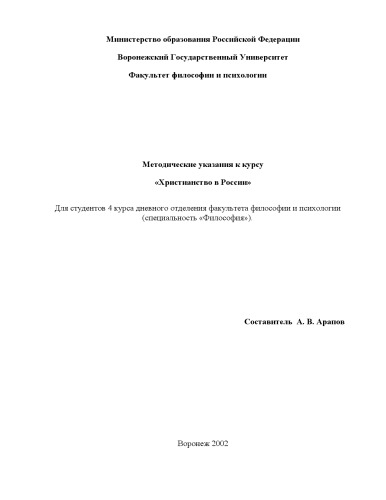 Министерство образования Российской Федерации
Воронежский Государственный Университет
Факультет философии и психологии
Методические указания к курсу
«Христианство в России»
Для студентов 4 курса дневного отделения факультета философии и психологии
(специальность «Философия»).
Составитель А. В. Арапов
Воронеж 2002